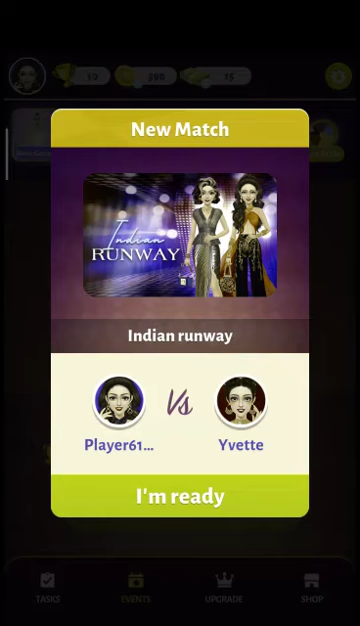 New Match
Indian
RUNWAY
Indian runway
Vs
Player61...
Yvette
I'm ready
TASKS
EVENTS
UPGRADE
SHOP